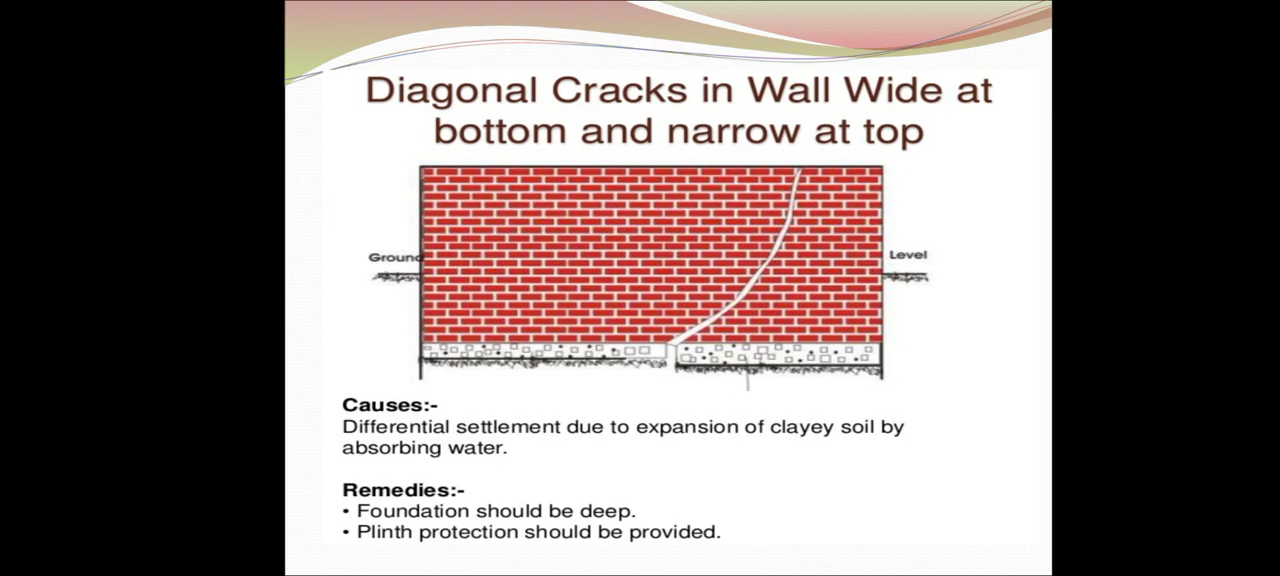 Diagonal Cracks in Wall Wide at
bottom and narrow at top
Ground
Level
Causes:-
Differential settlement due to expansion of clayey soil by
absorbing water.
Remedies:-
• Foundation should be deep.
• Plinth protection should be provided.